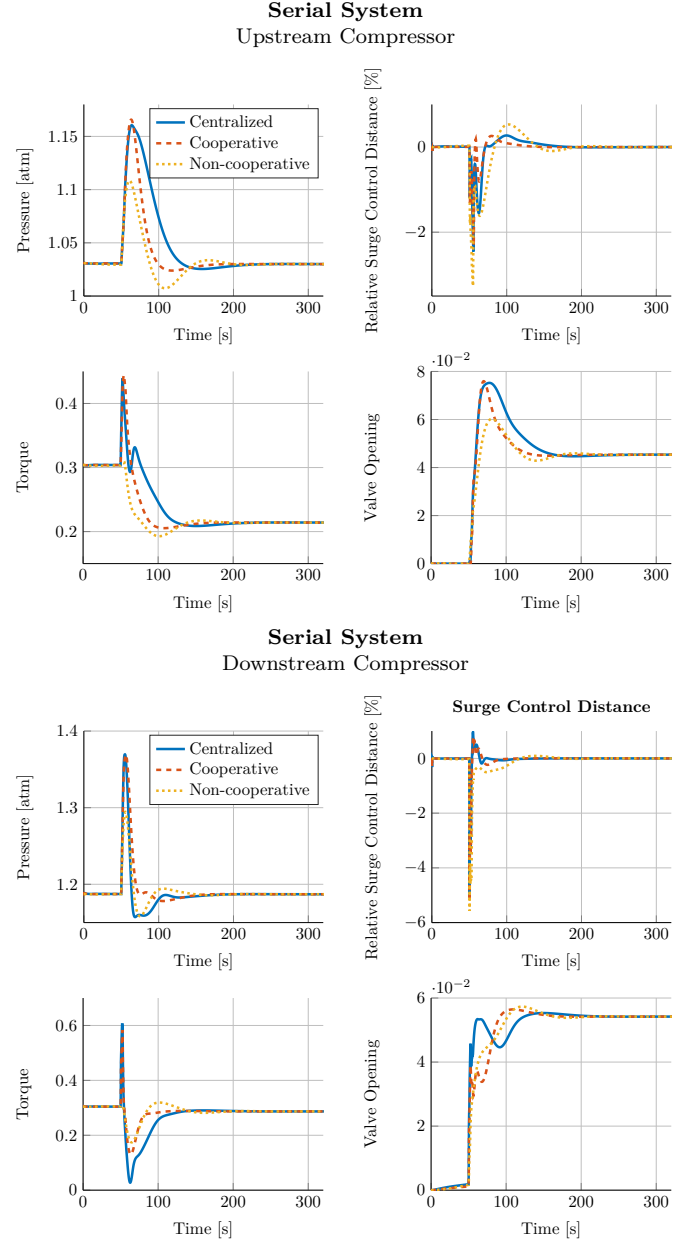 Serial System
Upstream Compressor
Pressure [atm]
1.15
1.1
1.05
1
0
100
200
300
Time [s]
Centralized
Cooperative
Non-cooperative
Relative Surge Control Distance [%]
0
−2
0
100
200
300
Time [s]
Torque
0.4
0.3
0.2
0
100
200
300
Time [s]
Valve Opening
·10−2
8
6
4
2
0
0
100
200
300
Time [s]
Serial System
Downstream Compressor
Pressure [atm]
1.4
1.3
1.2
0
100
200
300
Time [s]
Centralized
Cooperative
Non-cooperative
Surge Control Distance
Relative Surge Control Distance [%]
0
−2
−4
−6
0
100
200
300
Time [s]
Torque
0.6
0.4
0.2
0
0
100
200
300
Time [s]
Valve Opening
·10−2
6
4
2
0
0
100
200
300
Time [s]